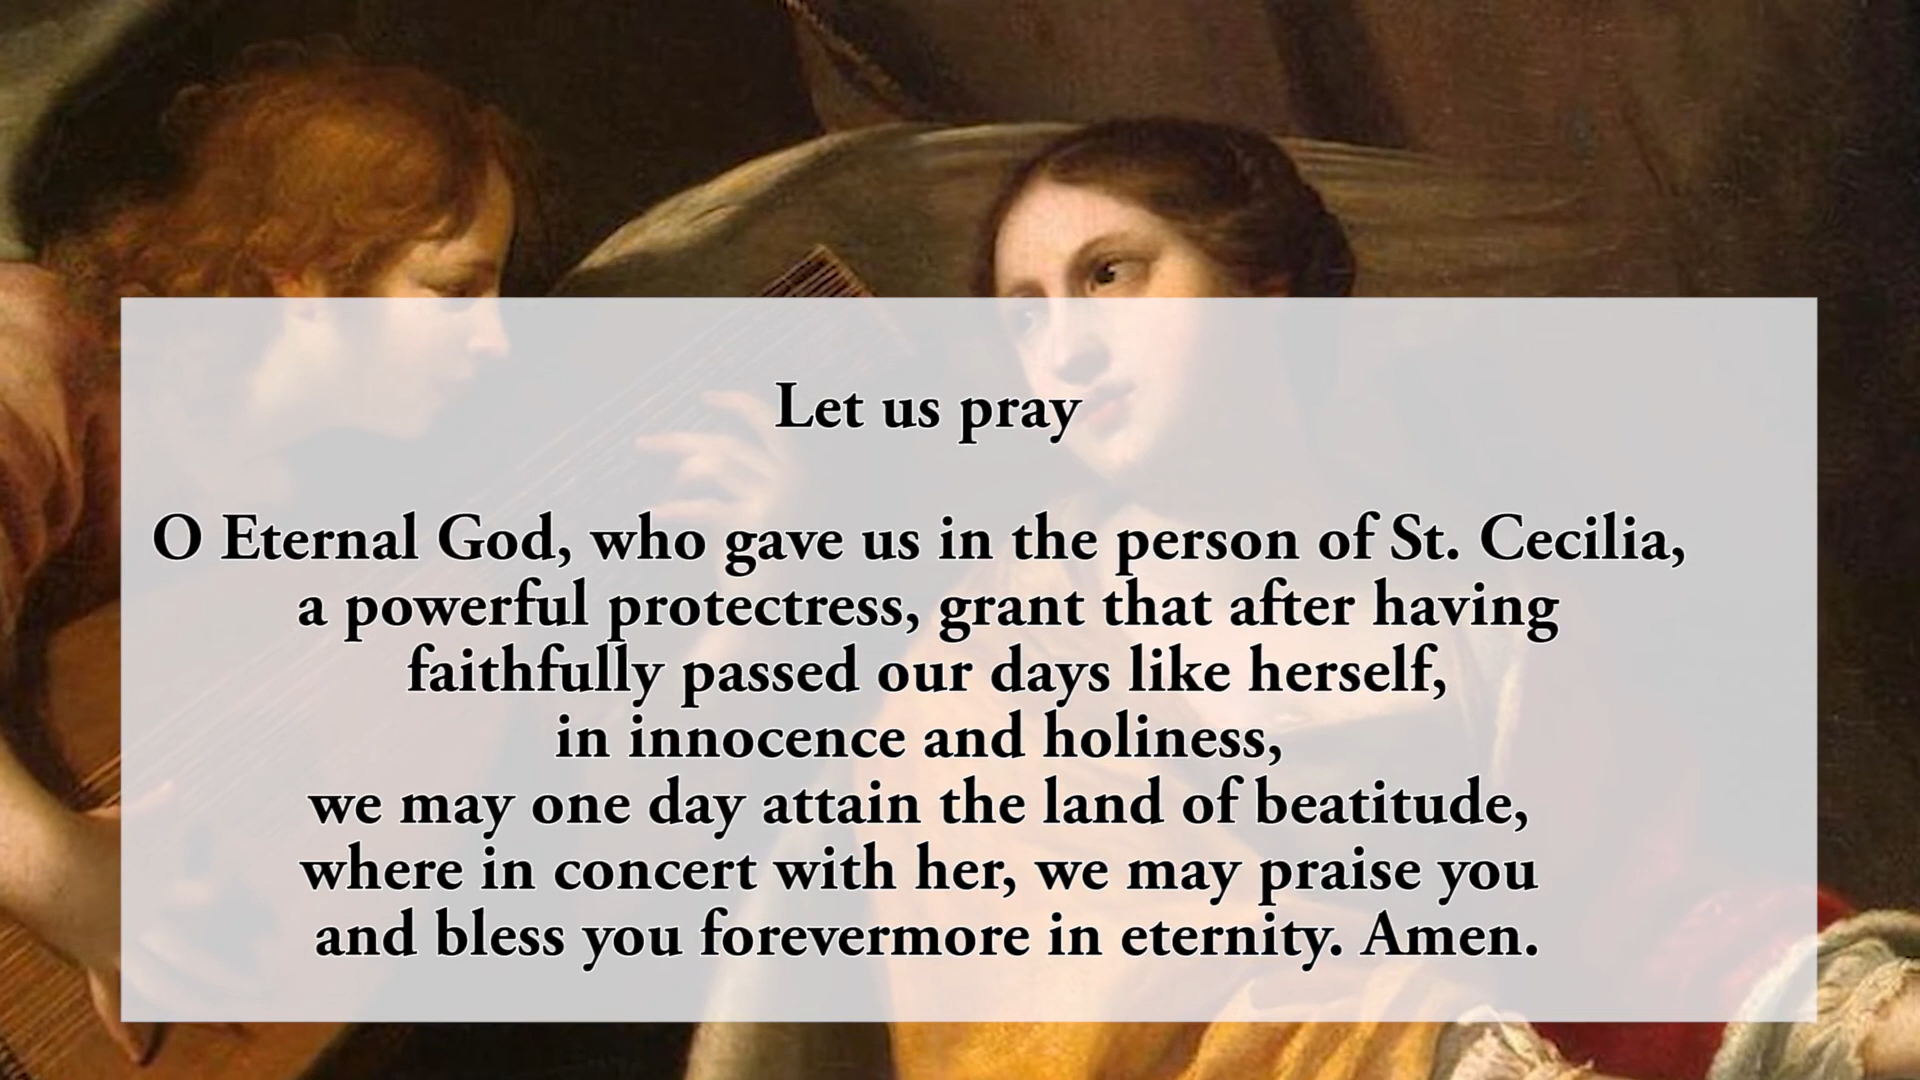 Let us pray
O Eternal God, who gave us in the person of St. Cecilia,
a powerful protectress, grant that after having
faithfully passed our days like herself,
in innocence and holiness,
we may one day attain the land of beatitude,
where in concert with her, we may praise you
and bless you forevermore in eternity. Amen.